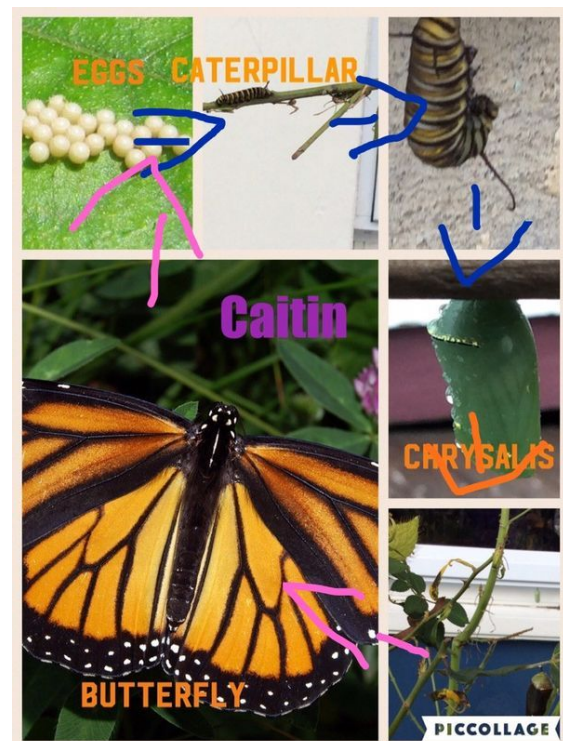 EGGS
CATERPILLAR
Caitin
CHRYSALIS
BUTTERFLY
PICCOLLAGE